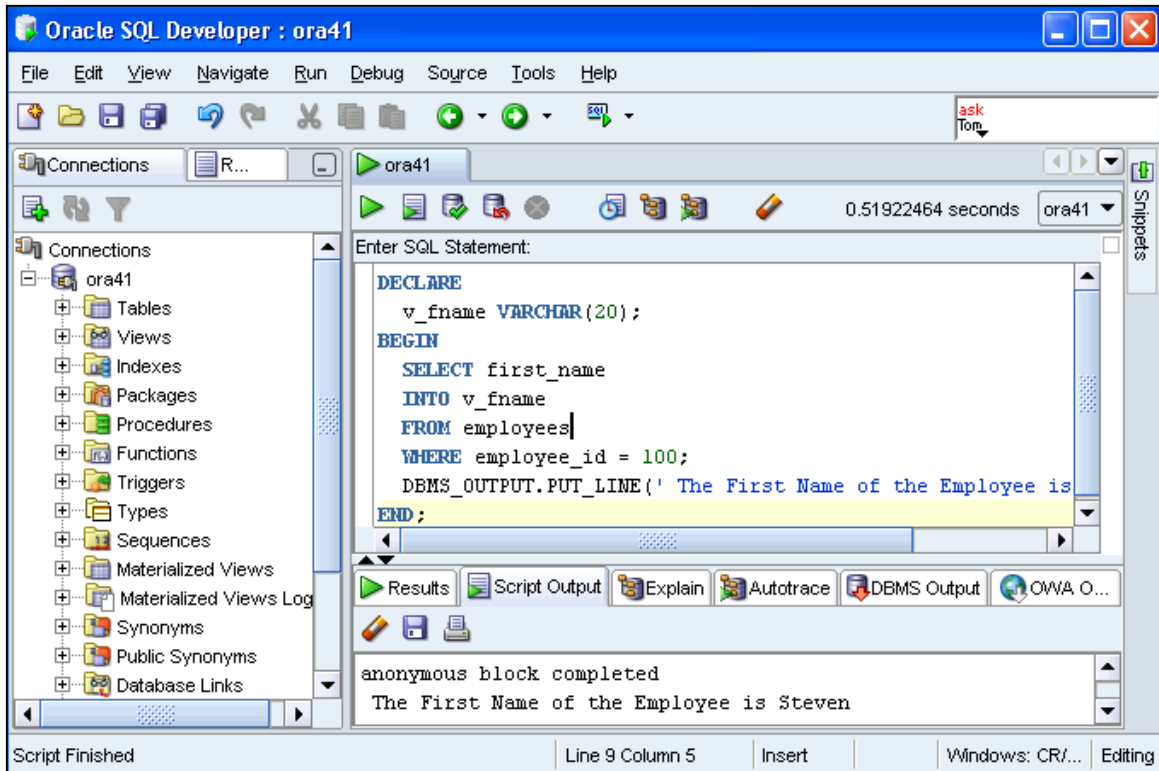 Oracle SQL Developer : ora41
File Edit View Navigate Run Debug Source Tools Help
ask
Tom
Connections
R...
ora41
0.51922464 seconds
ora41
Snippets
Connections
ora41
Tables
Views
Indexes
Packages
Procedures
Functions
Triggers
Types
Sequences
Materialized Views
Materialized Views Log
Synonyms
Public Synonyms
Database Links
Enter SQL Statement:
DECLARE
v_fname VARCHAR(20);
BEGIN
SELECT first_name
INTO v_fname
FROM employees
WHERE employee_id = 100;
DBMS_OUTPUT.PUT_LINE(' The First Name of the Employee is
END;
Results Script Output Explain Autotrace DBMS Output OWA O...
anonymous block completed
The First Name of the Employee is Steven
Script Finished Line 9 Column 5 Insert Windows: CR/... Editing